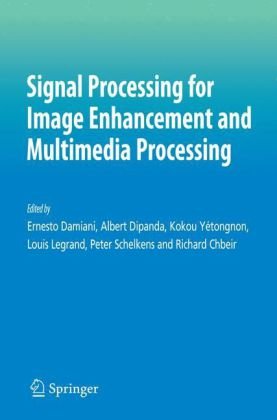 Signal Processing for
Image Enhancement and
Multimedia Processing
Edited by
Ernesto Damiani, Albert Dipanda, Kokou Yétongnon,
Louis Legrand, Peter Schelkens and Richard Chbeir
Springer